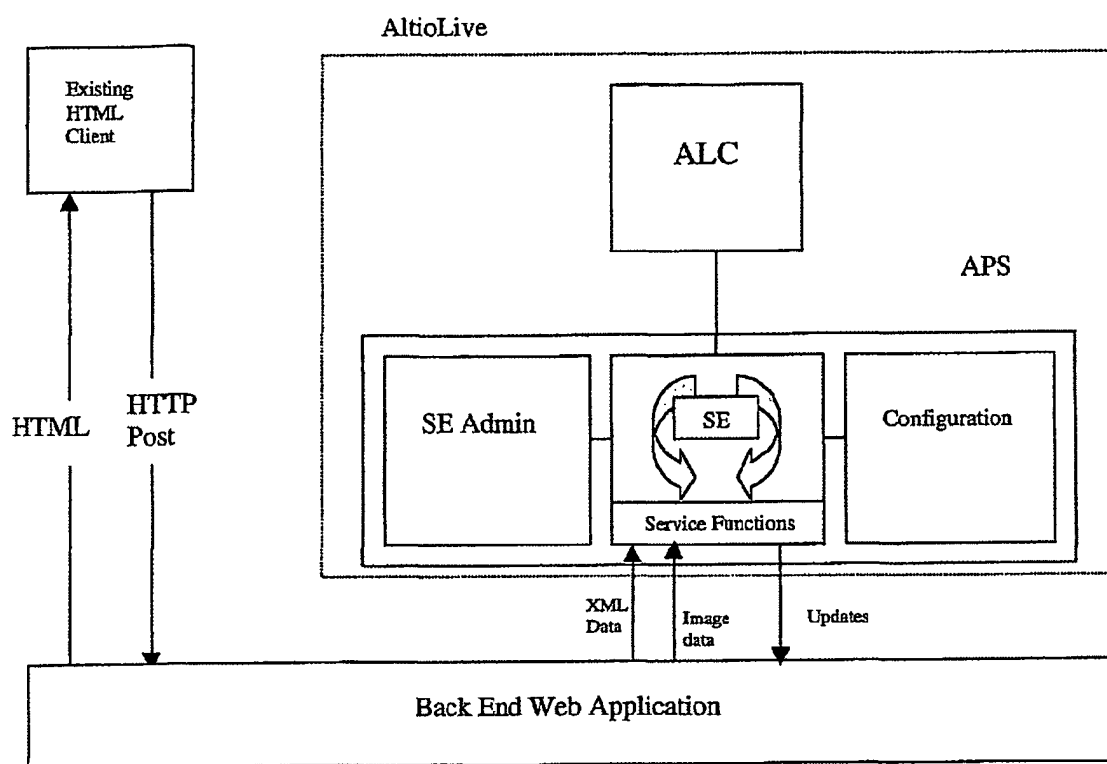 AltioLive
Existing
HTML
Client
ALC
APS
HTML
HTTP
Post
SE Admin
SE
Configuration
Service Functions
XML
Data
Image
data
Updates
Back End Web Application